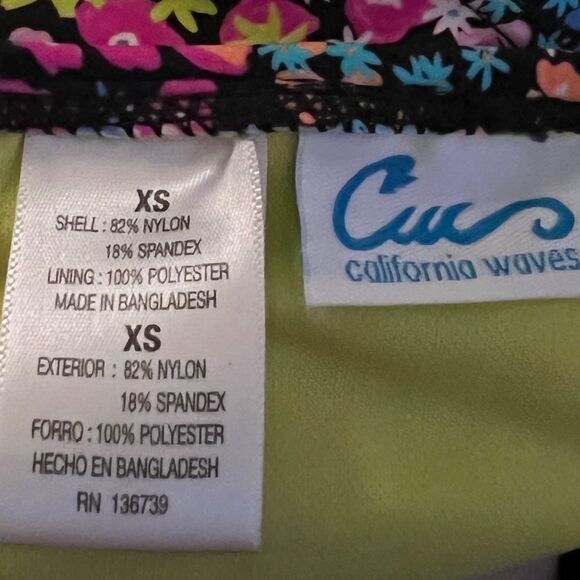 XS
SHELL : 82% NYLON
18% SPANDEX
LINING : 100% POLYESTER
MADE IN BANGLADESH
XS
EXTERIOR : 82% NYLON
18% SPANDEX
FORRO : 100% POLYESTER
HECHO EN BANGLADESH
RN 136739
california waves